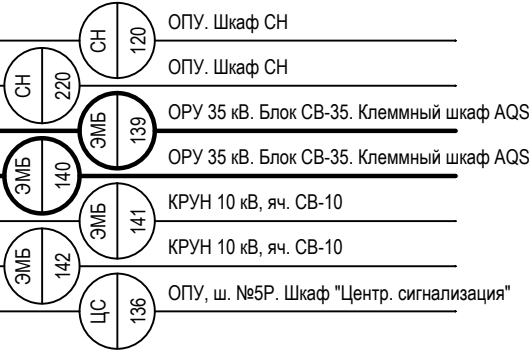 СН 120 ОПУ. Шкаф СН
СН 220 ОПУ. Шкаф СН
ЭМБ 139 ОРУ 35 кВ. Блок СВ-35. Клеммный шкаф AQS
ЭМБ 140 ОРУ 35 кВ. Блок СВ-35. Клеммный шкаф AQS
ЭМБ 141 КРУН 10 кВ, яч. СВ-10
ЭМБ 142 КРУН 10 кВ, яч. СВ-10
ЦС 136 ОПУ, ш. №5Р. Шкаф "Центр. сигнализация"